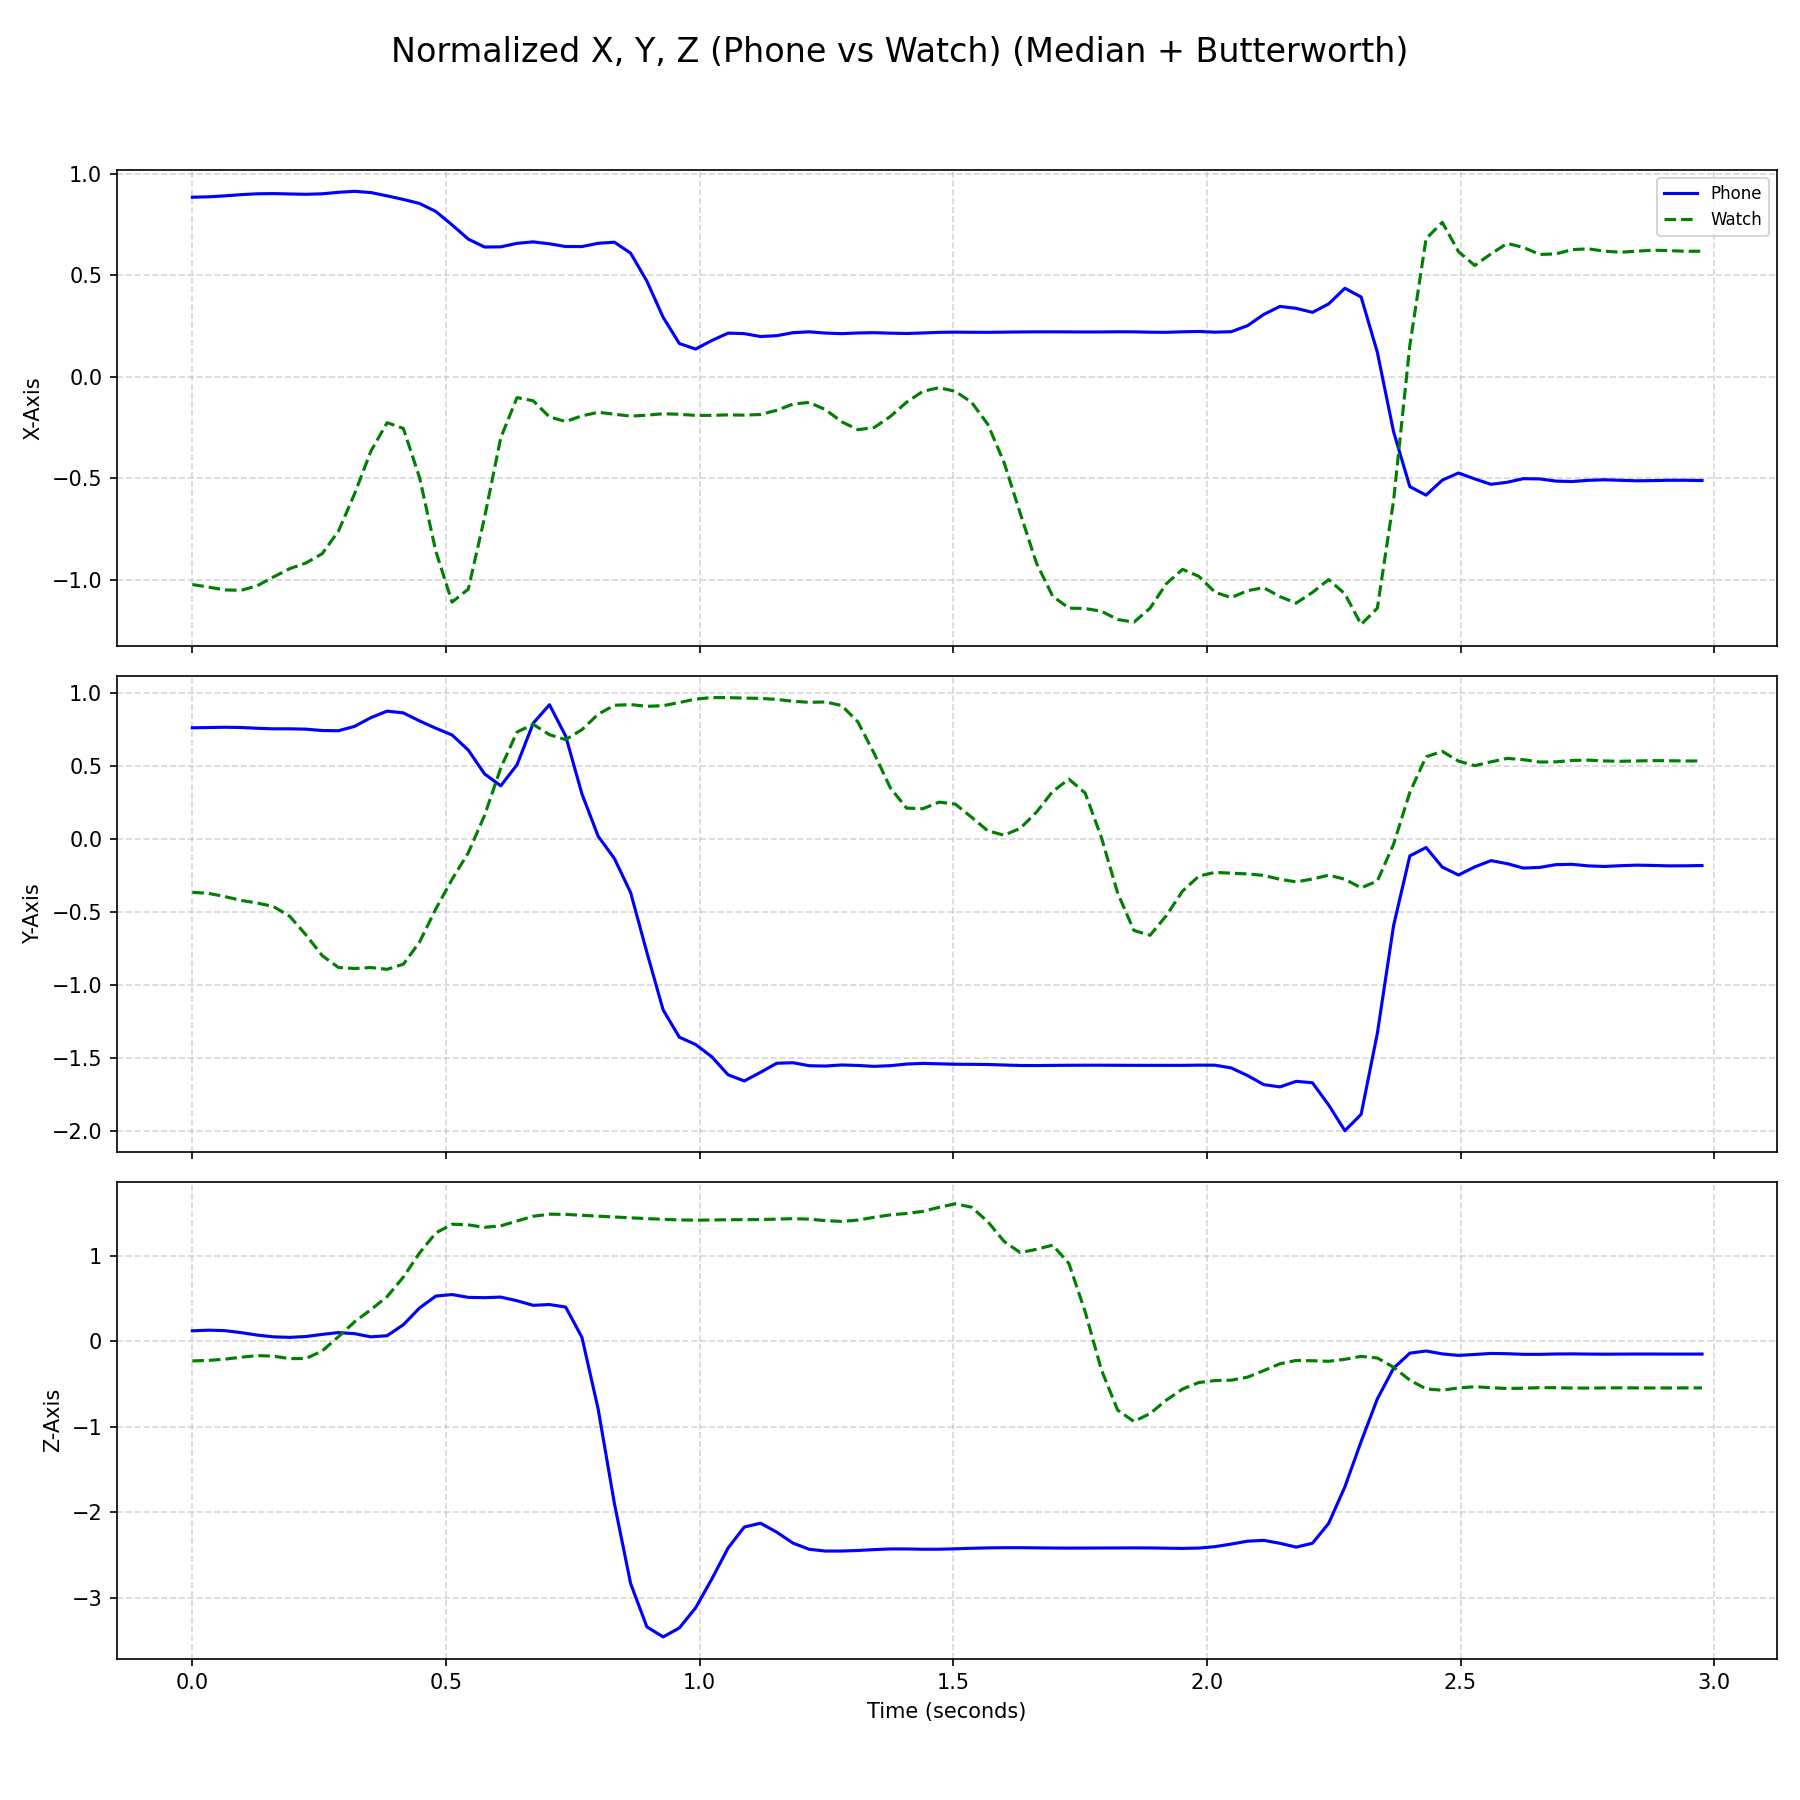 Normalized X, Y, Z (Phone vs Watch) (Median + Butterworth)
1.0
0.5
0.0
−0.5
−1.0
X-Axis
Phone
Watch
1.0
0.5
0.0
−0.5
−1.0
−1.5
−2.0
Y-Axis
1
0
−1
−2
−3
Z-Axis
0.0 0.5 1.0 1.5 2.0 2.5 3.0
Time (seconds)